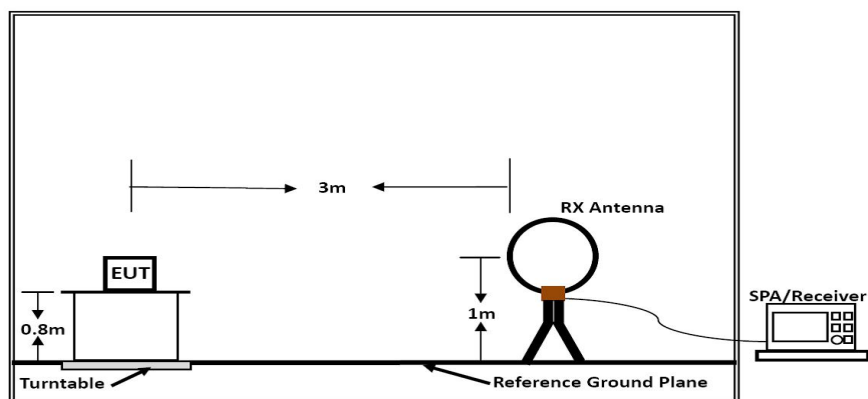 3m
RX Antenna
EUT
SPA/Receiver
0.8m
1m
Turntable
Reference Ground Plane